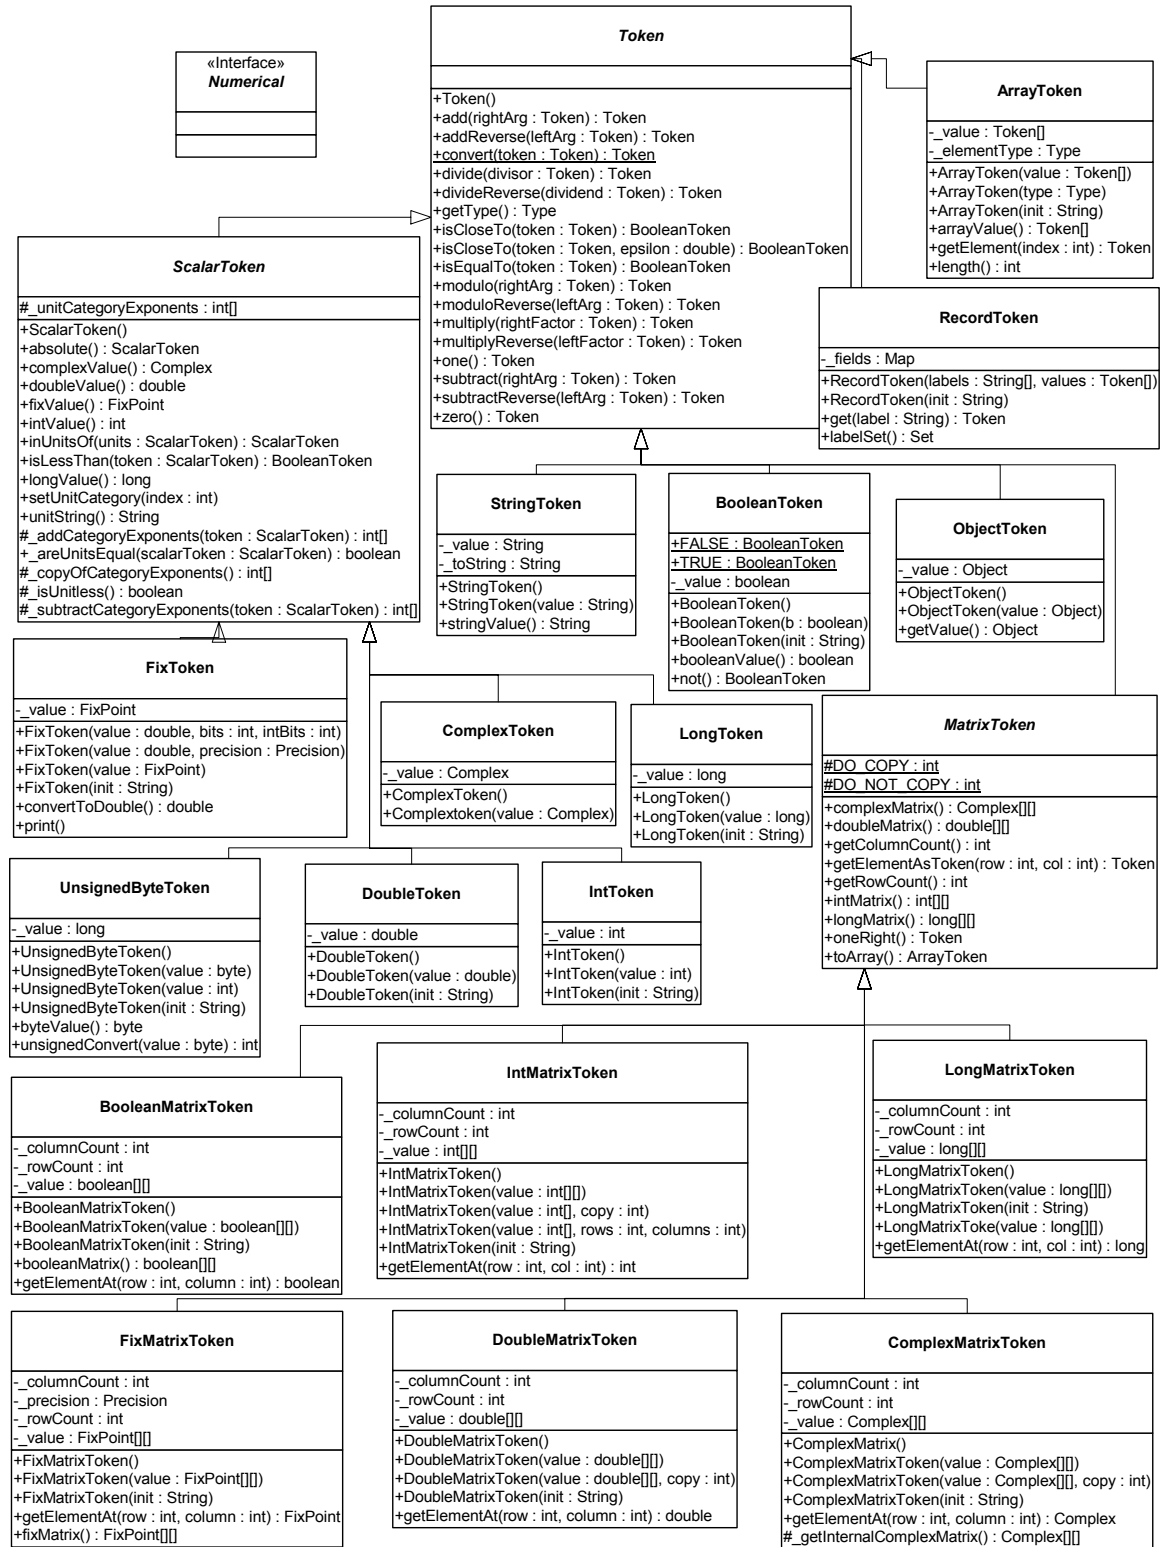 Token
+Token()
+add(rightArg : Token) : Token
+addReverse(leftArg : Token) : Token
+convert(token : Token) : Token
+divide(divisor : Token) : Token
+divideReverse(dividend : Token) : Token
+getType() : Type
+isCloseTo(token : Token) : BooleanToken
+isCloseTo(token : Token, epsilon : double) : BooleanToken
+isEqualTo(token : Token) : BooleanToken
+modulo(rightArg : Token) : Token
+moduloReverse(leftArg : Token) : Token
+multiply(rightFactor : Token) : Token
+multiplyReverse(leftFactor : Token) : Token
+one() : Token
+subtract(rightArg : Token) : Token
+subtractReverse(leftArg : Token) : Token
+zero() : Token
«Interface»
Numerical
ArrayToken
-_value : Token[]
-_elementType : Type
+ArrayToken(value : Token[])
+ArrayToken(type : Type)
+ArrayToken(init : String)
+arrayValue() : Token[]
+getElement(index : int) : Token
+length() : int
ScalarToken
#_unitCategoryExponents : int[]
+ScalarToken()
+absolute() : ScalarToken
+complexValue() : Complex
+doubleValue() : double
+fixValue() : FixPoint
+intValue() : int
+inUnitsOf(units : ScalarToken) : ScalarToken
+isLessThan(token : ScalarToken) : BooleanToken
+longValue() : long
+setUnitCategory(index : int)
+unitString() : String
#_addCategoryExponents(token : ScalarToken) : int[]
+_areUnitsEqual(scalarToken : ScalarToken) : boolean
#_copyOfCategoryExponents() : int[]
#_isUnitless() : boolean
#_subtractCategoryExponents(token : ScalarToken) : int[]
RecordToken
-_fields : Map
+RecordToken(labels : String[], values : Token[])
+RecordToken(init : String)
+get(label : String) : Token
+labelSet() : Set
StringToken
-_value : String
-_toString : String
+StringToken()
+StringToken(value : String)
+stringValue() : String
BooleanToken
+FALSE : BooleanToken
+TRUE : BooleanToken
-_value : boolean
+BooleanToken()
+BooleanToken(b : boolean)
+BooleanToken(init : String)
+booleanValue() : boolean
+not() : BooleanToken
ObjectToken
-_value : Object
+ObjectToken()
+ObjectToken(value : Object)
+getValue() : Object
FixToken
-_value : FixPoint
+FixToken(value : double, bits : int, intBits : int)
+FixToken(value : double, precision : Precision)
+FixToken(value : FixPoint)
+FixToken(init : String)
+convertToDouble() : double
+print()
ComplexToken
-_value : Complex
+ComplexToken()
+Complextoken(value : Complex)
LongToken
-_value : long
+LongToken()
+LongToken(value : long)
+LongToken(init : String)
MatrixToken
#DO_COPY : int
#DO_NOT_COPY : int
+complexMatrix() : Complex[][]
+doubleMatrix() : double[][]
+getColumnCount() : int
+getElementAsToken(row : int, col : int) : Token
+getRowCount() : int
+intMatrix() : int[][]
+longMatrix() : long[][]
+oneRight() : Token
+toArray() : ArrayToken
UnsignedByteToken
-_value : long
+UnsignedByteToken()
+UnsignedByteToken(value : byte)
+UnsignedByteToken(value : int)
+UnsignedByteToken(init : String)
+byteValue() : byte
+unsignedConvert(value : byte) : int
DoubleToken
-_value : double
+DoubleToken()
+DoubleToken(value : double)
+DoubleToken(init : String)
IntToken
-_value : int
+IntToken()
+IntToken(value : int)
+IntToken(init : String)
BooleanMatrixToken
-_columnCount : int
-_rowCount : int
-_value : boolean[][]
+BooleanMatrixToken()
+BooleanMatrixToken(value : boolean[][])
+BooleanMatrixToken(init : String)
+booleanMatrix() : boolean[][]
+getElementAt(row : int, column : int) : boolean
IntMatrixToken
-_columnCount : int
-_rowCount : int
-_value : int[][]
+IntMatrixToken()
+IntMatrixToken(value : int[][])
+IntMatrixToken(value : int[], copy : int)
+IntMatrixToken(value : int[], rows : int, columns : int)
+IntMatrixToken(init : String)
+getElementAt(row : int, col : int) : int
LongMatrixToken
-_columnCount : int
-_rowCount : int
-_value : long[][]
+LongMatrixToken()
+LongMatrixToken(value : long[][])
+LongMatrixToken(init : String)
+LongMatrixToke(value : long[][])
+getElementAt(row : int, col : int) : long
FixMatrixToken
-_columnCount : int
-_precision : Precision
-_rowCount : int
-_value : FixPoint[][]
+FixMatrixToken()
+FixMatrixToken(value : FixPoint[][])
+FixMatrixToken(init : String)
+getElementAt(row : int, column : int) : FixPoint
+fixMatrix() : FixPoint[][]
DoubleMatrixToken
-_columnCount : int
-_rowCount : int
-_value : double[][]
+DoubleMatrixToken()
+DoubleMatrixToken(value : double[][])
+DoubleMatrixToken(value : double[][], copy : int)
+DoubleMatrixToken(init : String)
+getElementAt(row : int, column : int) : double
ComplexMatrixToken
-_columnCount : int
-_rowCount : int
-_value : Complex[][]
+ComplexMatrix()
+ComplexMatrixToken(value : Complex[][])
+ComplexMatrixToken(value : Complex[][], copy : int)
+ComplexMatrixToken(init : String)
+getElementAt(row : int, column : int) : Complex
#_getInternalComplexMatrix() : Complex[][]